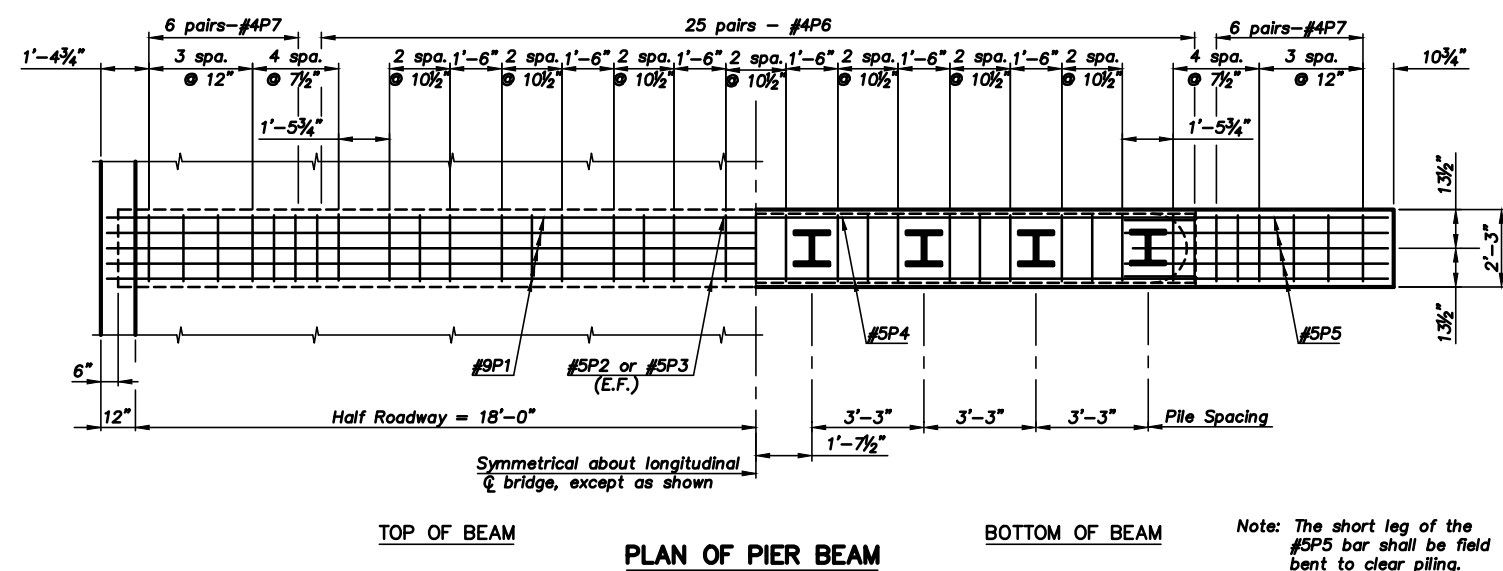 6 pairs-#4P7
25 pairs - #4P6
6 pairs-#4P7
1'-4¾"
3 spa.
@ 12"
4 spa.
@ 7½"
2 spa.
@ 10½"
1'-6"
2 spa.
@ 10½"
1'-6"
2 spa.
@ 10½"
1'-6"
2 spa.
@ 10½"
1'-6"
2 spa.
@ 10½"
1'-6"
2 spa.
@ 10½"
1'-6"
2 spa.
@ 10½"
4 spa.
@ 7½"
3 spa.
@ 12"
10¾"
1'-5¾"
1'-5¾"
13½"
2'-3"
13½"
#9P1
#5P2 or #5P3
(E.F.)
#5P4
#5P5
6"
12"
Half Roadway = 18'-0"
3'-3"
3'-3"
3'-3"
Pile Spacing
1'-7½"
Symmetrical about longitudinal
℄ bridge, except as shown
TOP OF BEAM
BOTTOM OF BEAM
PLAN OF PIER BEAM
Note: The short leg of the
#5P5 bar shall be field
bent to clear piling.